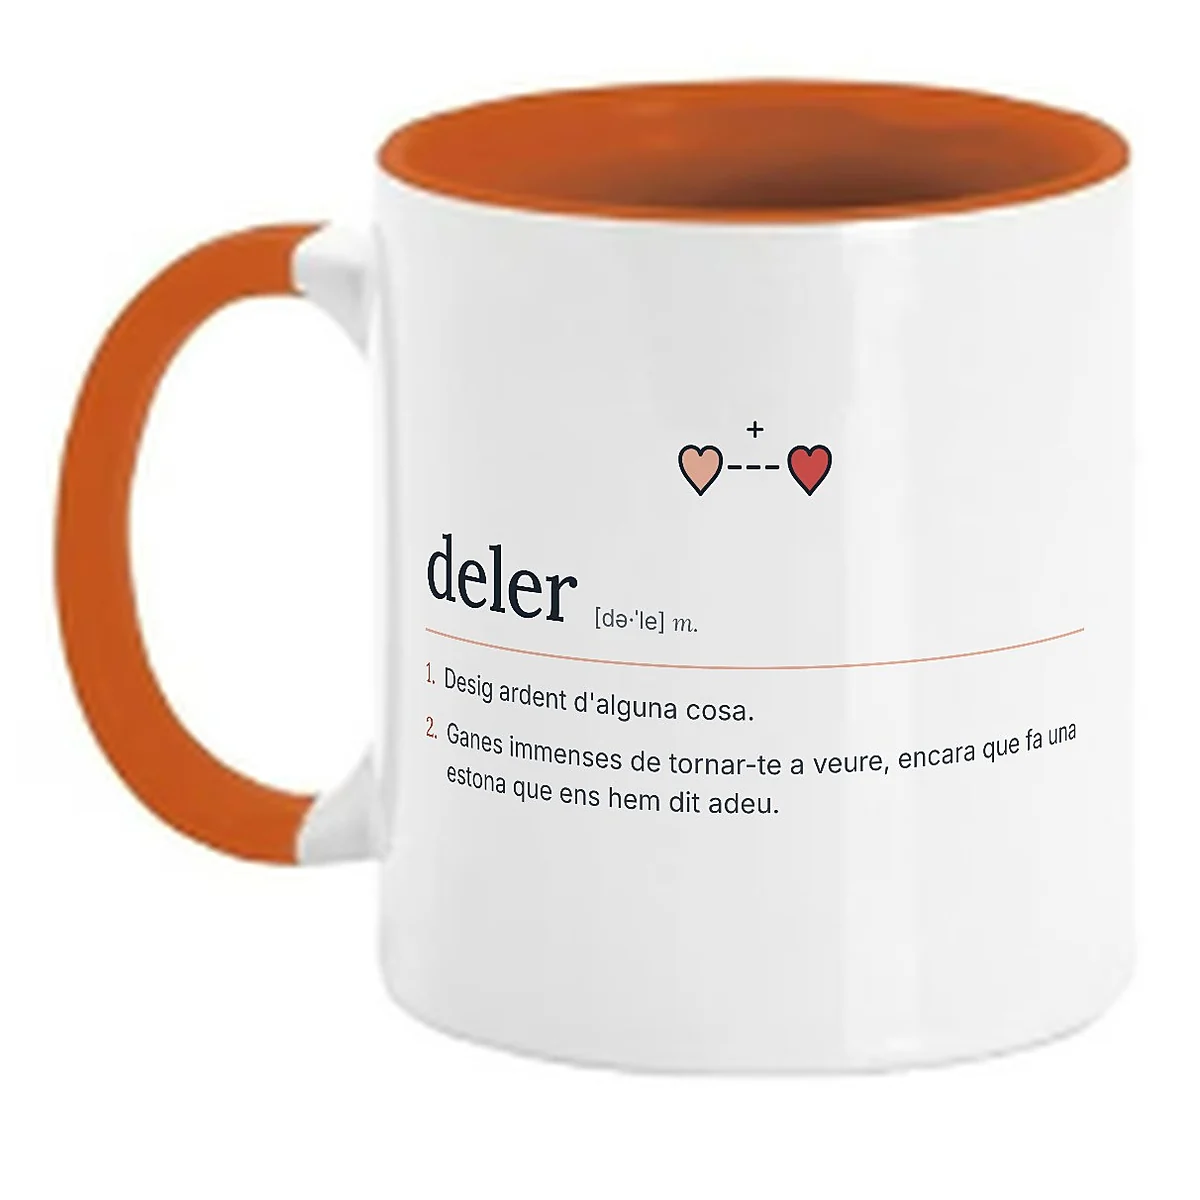 +
deler [də·'le] m.
1. Desig ardent d'alguna cosa.
2. Ganes immenses de tornar-te a veure, encara que fa una
estona que ens hem dit adeu.